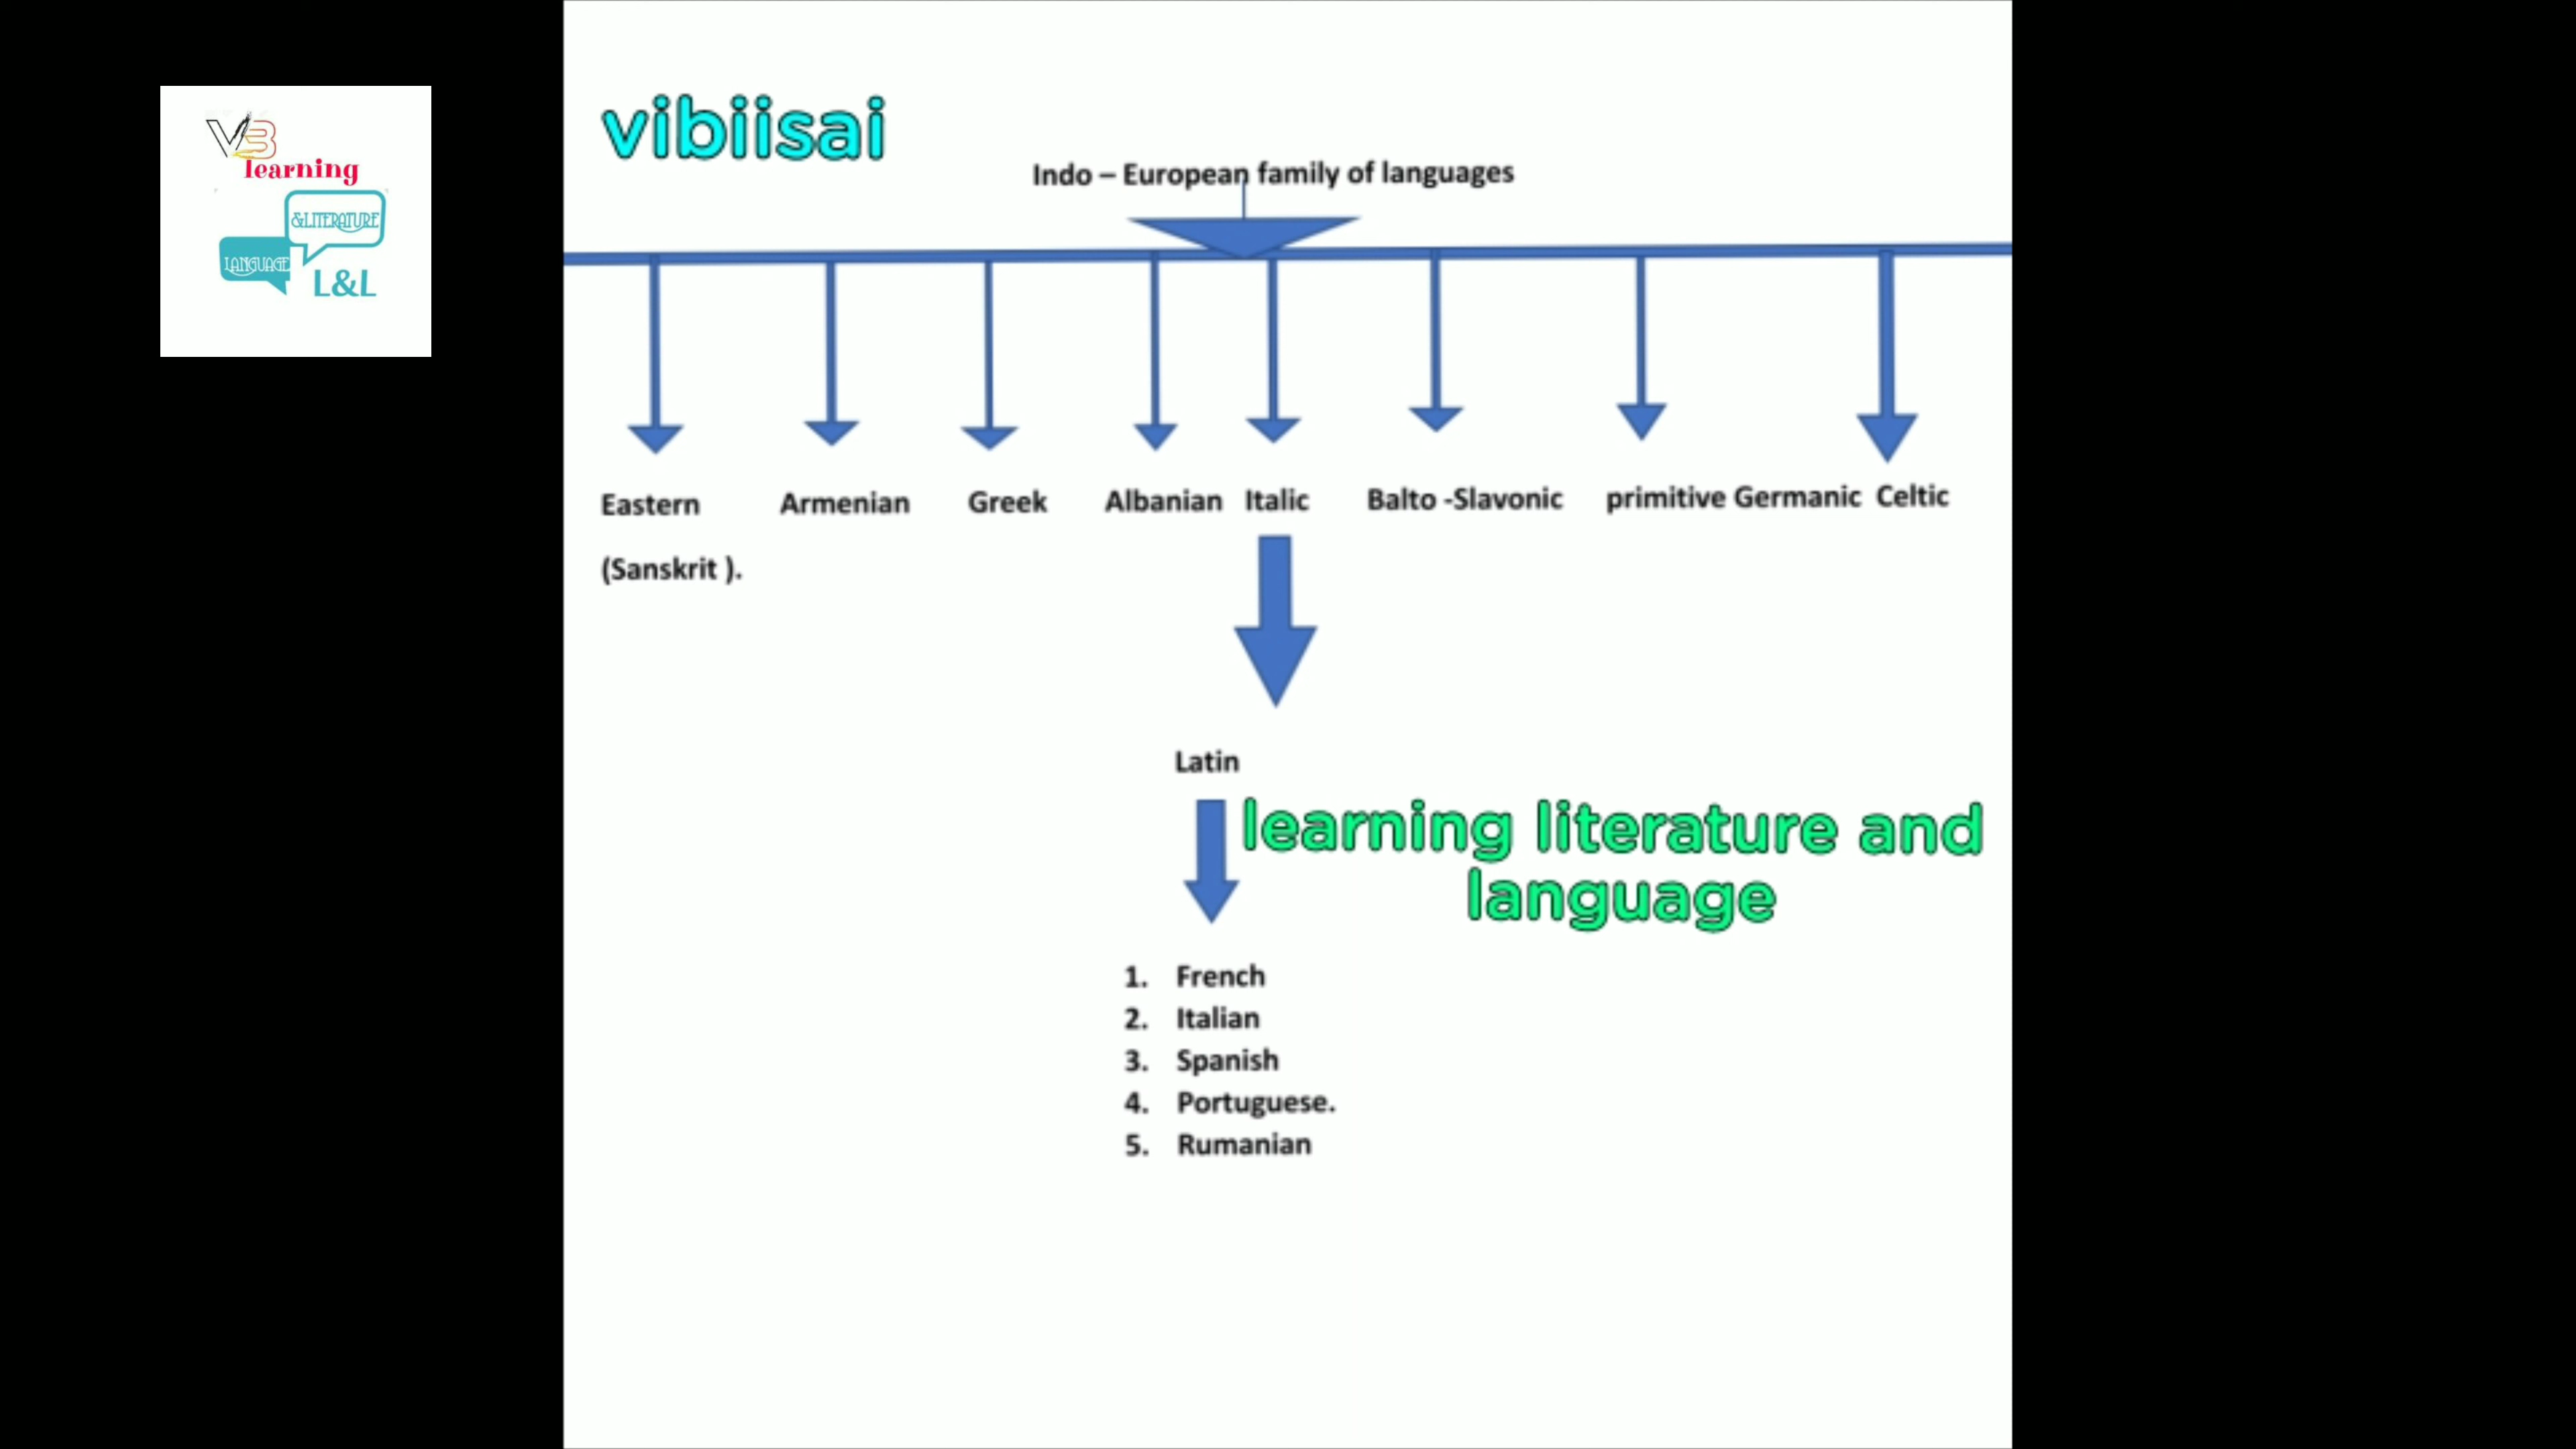 VB
learning
&LITERATURE
LANGUAGE
L&L
vibiisai
Indo – European family of languages
Eastern Armenian Greek Albanian Italic Balto -Slavonic primitive Germanic Celtic
(Sanskrit ).
Latin
learning literature and
language
1. French
2. Italian
3. Spanish
4. Portuguese.
5. Rumanian